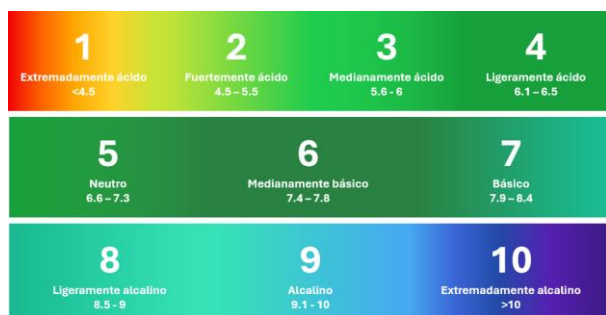 1 2 3 4
Extremadamente ácido Fuertemente ácido Medianamente ácido Ligeramente ácido
<4.5 4.5 – 5.5 5.6 - 6 6.1 – 6.5
5 6 7
Neutro Medianamente básico Básico
6.6 – 7.3 7.4 – 7.8 7.9 – 8.4
8 9 10
Ligeramente alcalino Alcalino Extremadamente alcalino
8.5 - 9 9.1 - 10 >10